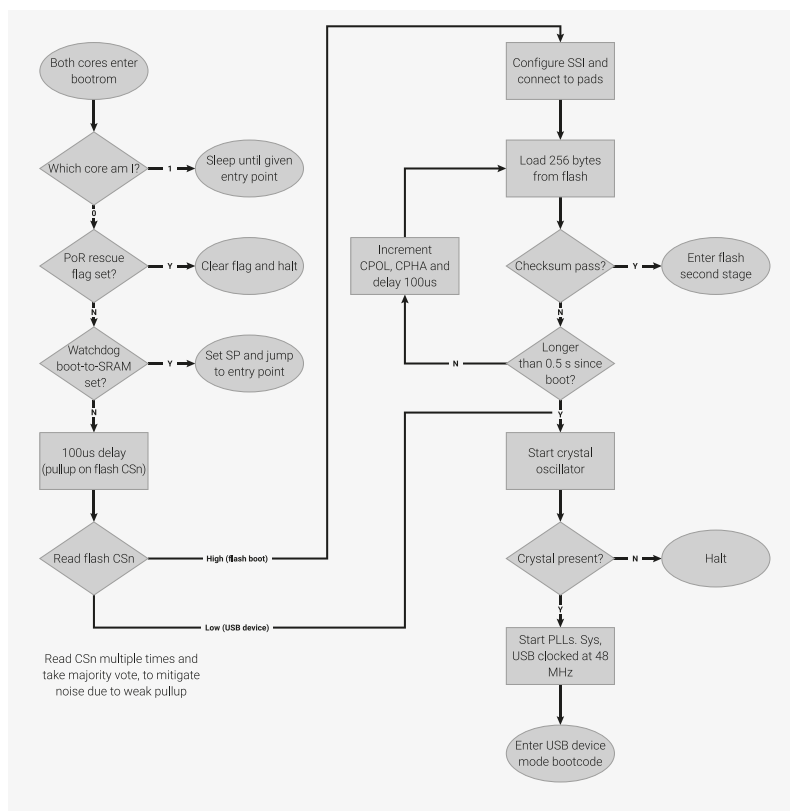 Both cores enter
bootrom
Which core am I?
1
Sleep until given
entry point
0
PoR rescue
flag set?
Y
Clear flag and halt
N
Watchdog
boot-to-SRAM
set?
Y
Set SP and jump
to entry point
N
100us delay
(pullup on flash CSn)
Read flash CSn
High (flash boot)
Low (USB device)
Read CSn multiple times and
take majority vote, to mitigate
noise due to weak pullup
Configure SSI and
connect to pads
Load 256 bytes
from flash
Increment
CPOL, CPHA and
delay 100us
Checksum pass?
Y
Enter flash
second stage
N
Longer
than 0.5 s since
boot?
N
Y
Start crystal
oscillator
Crystal present?
N
Halt
Y
Start PLLs. Sys,
USB clocked at 48
MHz
Enter USB device
mode bootcode